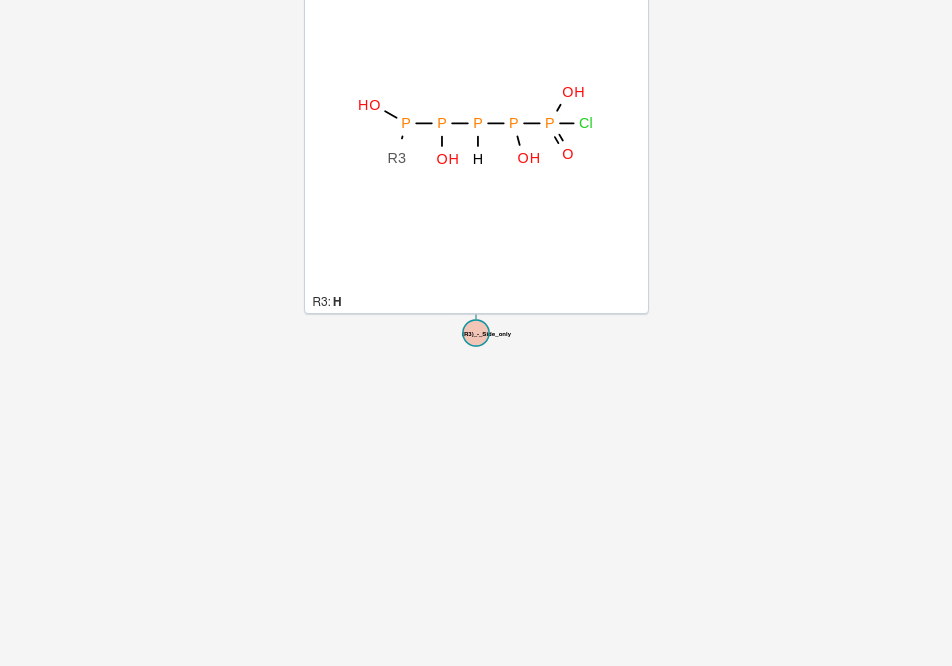 OH
HO
P P P P P Cl
R3 OH H OH O
R3: H
R3)_-_Side_only